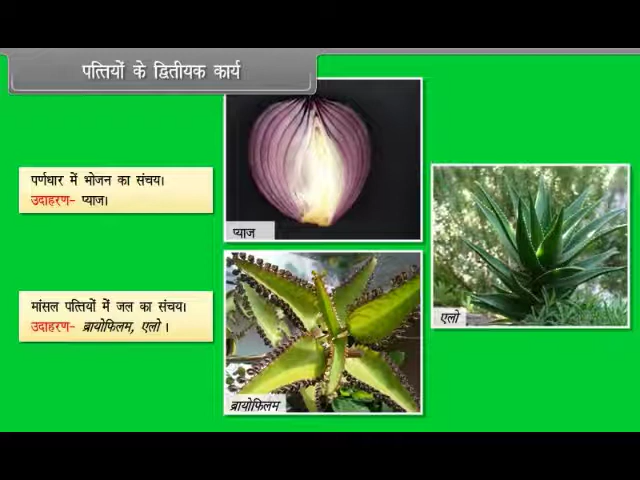 पत्तियों के द्वितीयक कार्य
पर्णधार में भोजन का संचय।
उदाहरण- प्याज।
प्याज
एलो
मांसल पत्तियों में जल का संचय।
उदाहरण- ब्रायोफिलम, एलो ।
ब्रायोफिलम